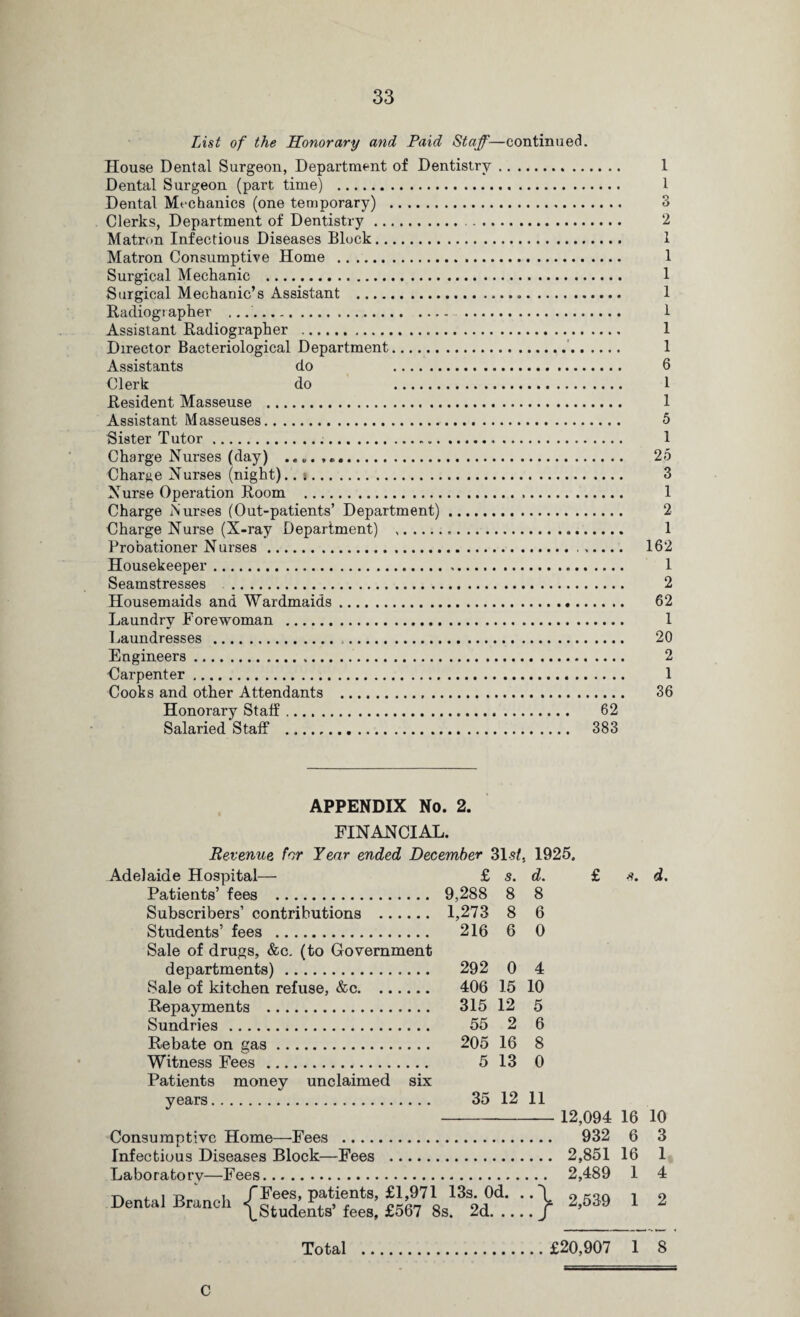 33
List of the Honorary and Paid Staff—continued.
House Dental Surgeon, Department of Dentistry ............ 1
Dental Surgeon (part time) ............ 1
Dental Mechanics (one temporary) ............ 3
Clerks, Department of Dentistry ............ 2
Matron Infectious Diseases Block ............ 1
Matron Consumptive Home ............ 1
Surgical Mechanic ............ 1
Surgical Mechanic's Assistant ............ 1
Radiographer ............ 1
Assistant Radiographer ............ 1
Director Bacteriological Department ............ 1
Assistants do ............ 6
Clerk do ............ 1
Resident Masseuse ............ 1
Assistant Masseuses ............ 5
Sister Tutor ............ 1
Charge Nurses (day) ............ 25
Charge Nurses (night) ............ 3
Nurse Operation Room ............ 1
Charge Nurses (Out-patients' Department) ............ 2
Charge Nurse (X-ray Department) ............ 1
Probationer Nurses ............ 162
Housekeeper ............ 1
Seamstresses ............ 2
Housemaids and Wardmaids ............ 62
Laundry Forewoman ............ 1
Laundresses ............ 20
Engineers ............ 2
Carpenter ............ 1
Cooks and other Attendants ............ 36
Honorary Staff ............ 62
Salaried Staff ............ 383
APPENDIX No. 2.
FINANCIAL.
Revenue for Year ended December 31st, 1925.
Adelaide Hospital— £ s. d. £ s. d.
Patients' fees ............ 9,288 8 8
Subscribers' contributions ...... 1,273 8 6
Students' fees ............ 216 6 0
Sale of drugs, &c. (to Government
departments) ............ 292 0 4
Sale of kitchen refuse, &c. ....... 406 15 10
Repayments ............ 315 12 5
Sundries ............ 55 2 6
Rebate on gas ............ 205 16 8
Witness Fees ............ 5 13 0
Patients money unclaimed six
years ............ 35 12 11
12,094 16 10
Consumptive Home—Fees ............ 932 6 3
Infectious Diseases Block—Fees ............ 2,851 16 1
Laboratory—Fees ............ 2,489 1 4
Dental Branch { Fees, patients, £1,971 13s. 0d. .. } 2,539 1 2
{ Students' fees, £567 8s. 2d. .... }
Total ............ £20,907 1 8
C